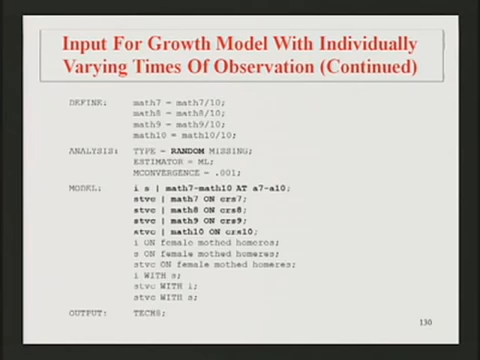 Input For Growth Model With Individually
Varying Times Of Observation (Continued)
DEFINE: math7 = math7/10;
math8 = math8/10;
math9 = math9/10;
math10 = math10/10;
ANALYSIS: TYPE = RANDOM MISSING;
ESTIMATOR = ML;
MCONVERGENCE = .001;
MODEL: i s | math7-math10 AT a7-a10;
stvc | math7 ON crs7;
stvc | math8 ON crs8;
stvc | math9 ON crs9;
stvc | math10 ON crs10;
i ON female mothed homeres;
s ON female mothed homeres;
stvc ON female mothed homeres;
i WITH s;
stvc WITH i;
stvc WITH s;
OUTPUT: TECH8;
130